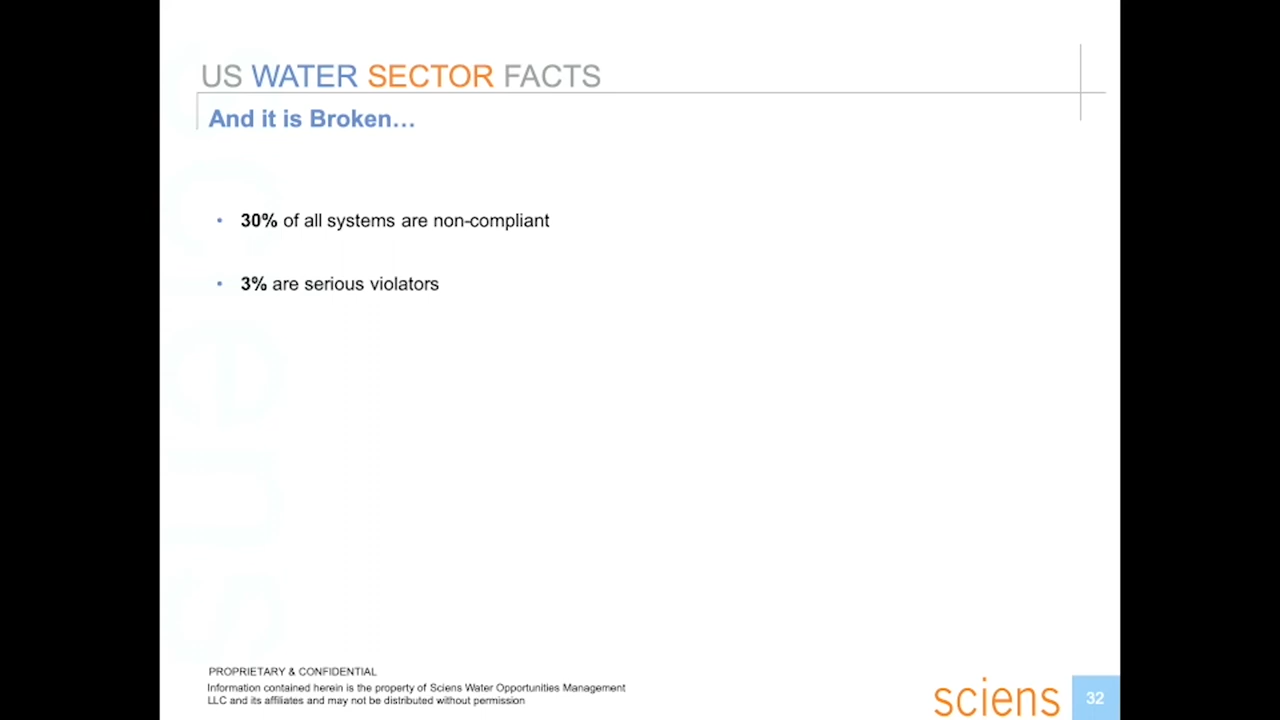 US WATER SECTOR FACTS
And it is Broken…
• 30% of all systems are non-compliant
• 3% are serious violators
PROPRIETARY & CONFIDENTIAL
Information contained herein is the property of Sciens Water Opportunities Management
LLC and its affiliates and may not be distributed without permission
sciens
32
sciens